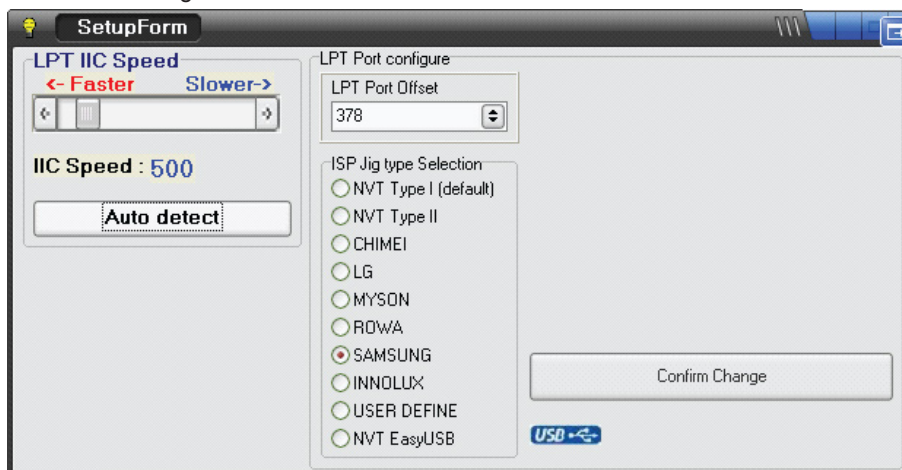 SetupForm
LPT IIC Speed
<- Faster Slower->
IIC Speed : 500
Auto detect
LPT Port configure
LPT Port Offset
378
ISP Jig type Selection
NVT Type I (default)
NVT Type II
CHIMEI
LG
MYSON
ROWA
SAMSUNG
INNOLUX
USER DEFINE
NVT EasyUSB
Confirm Change
USB